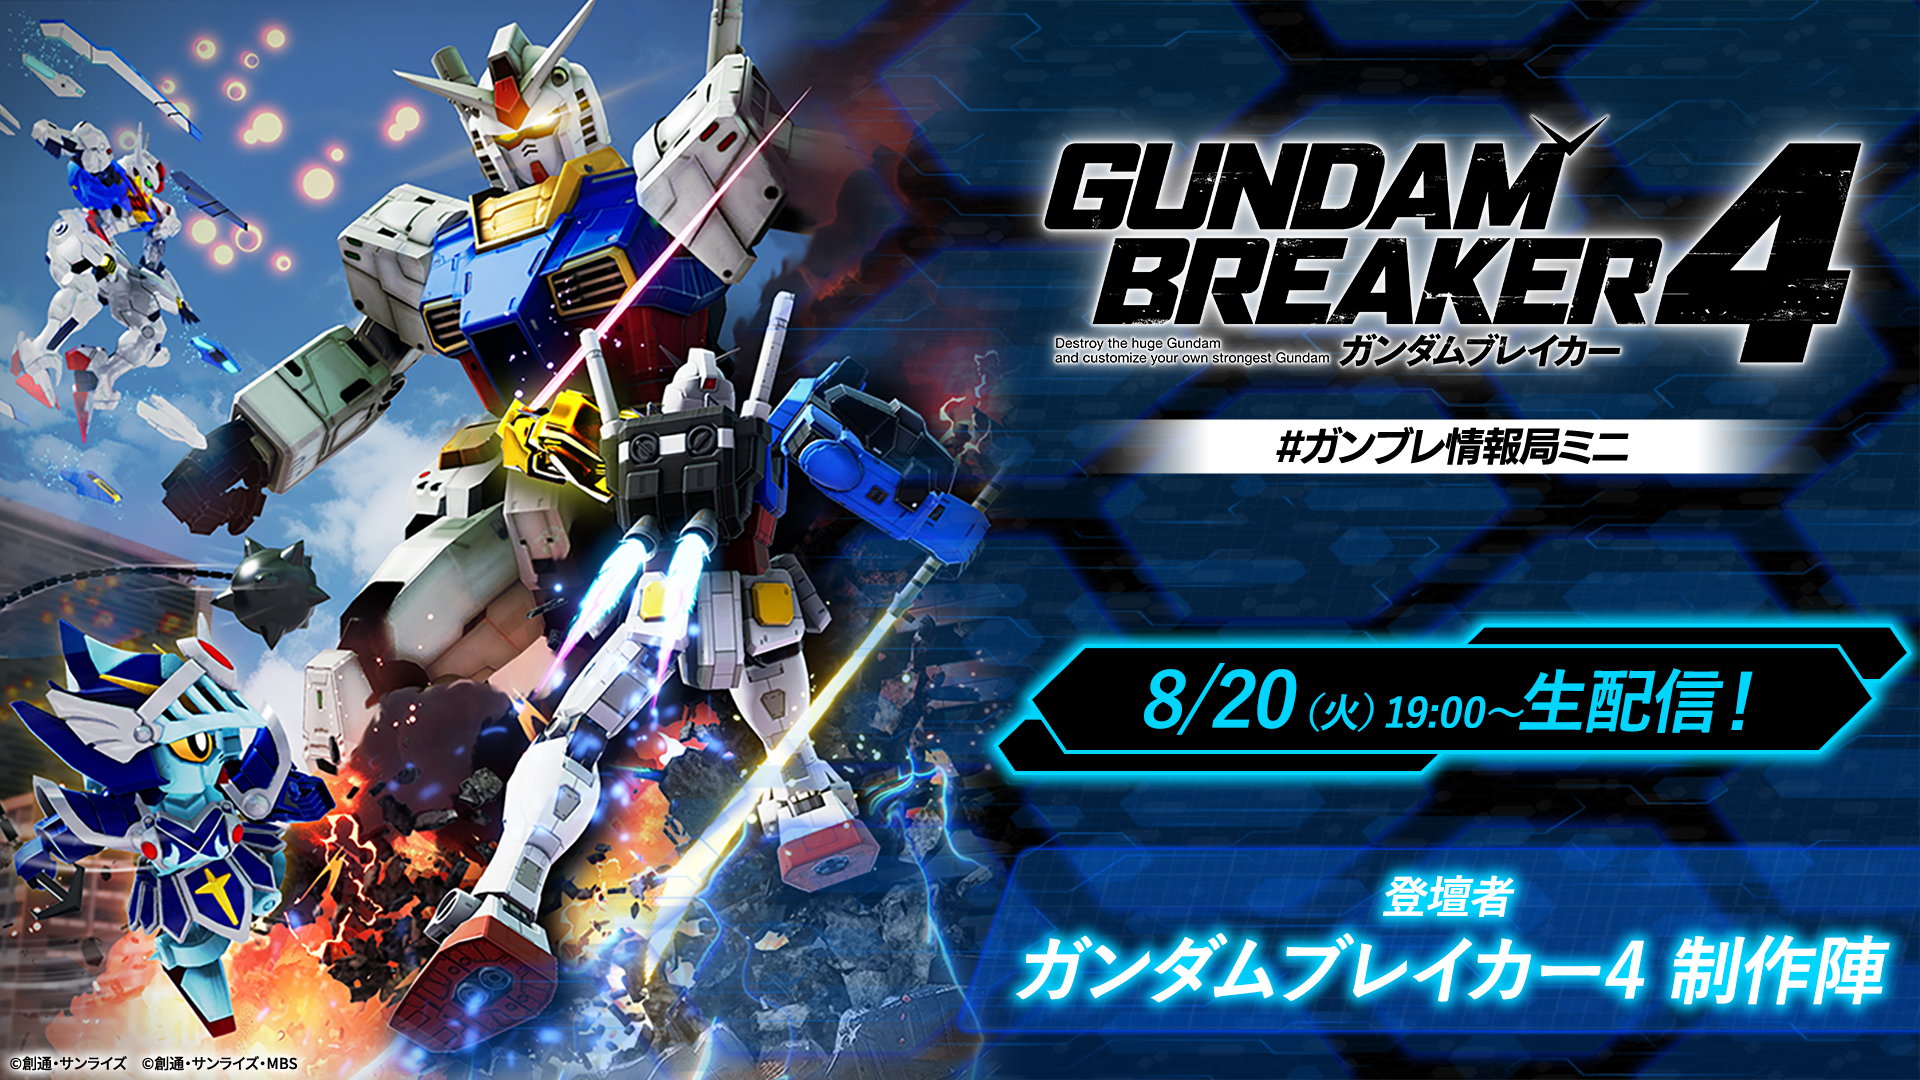 GUNDAM
BREAKER 4
Destroy the huge Gundam
and customize your own strongest Gundam
ガンダムブレイカー
#ガンブレ情報局ミニ
8/20（火）19:00～生配信！
登壇者
ガンダムブレイカー4 制作陣
©創通・サンライズ ©創通・サンライズ・MBS